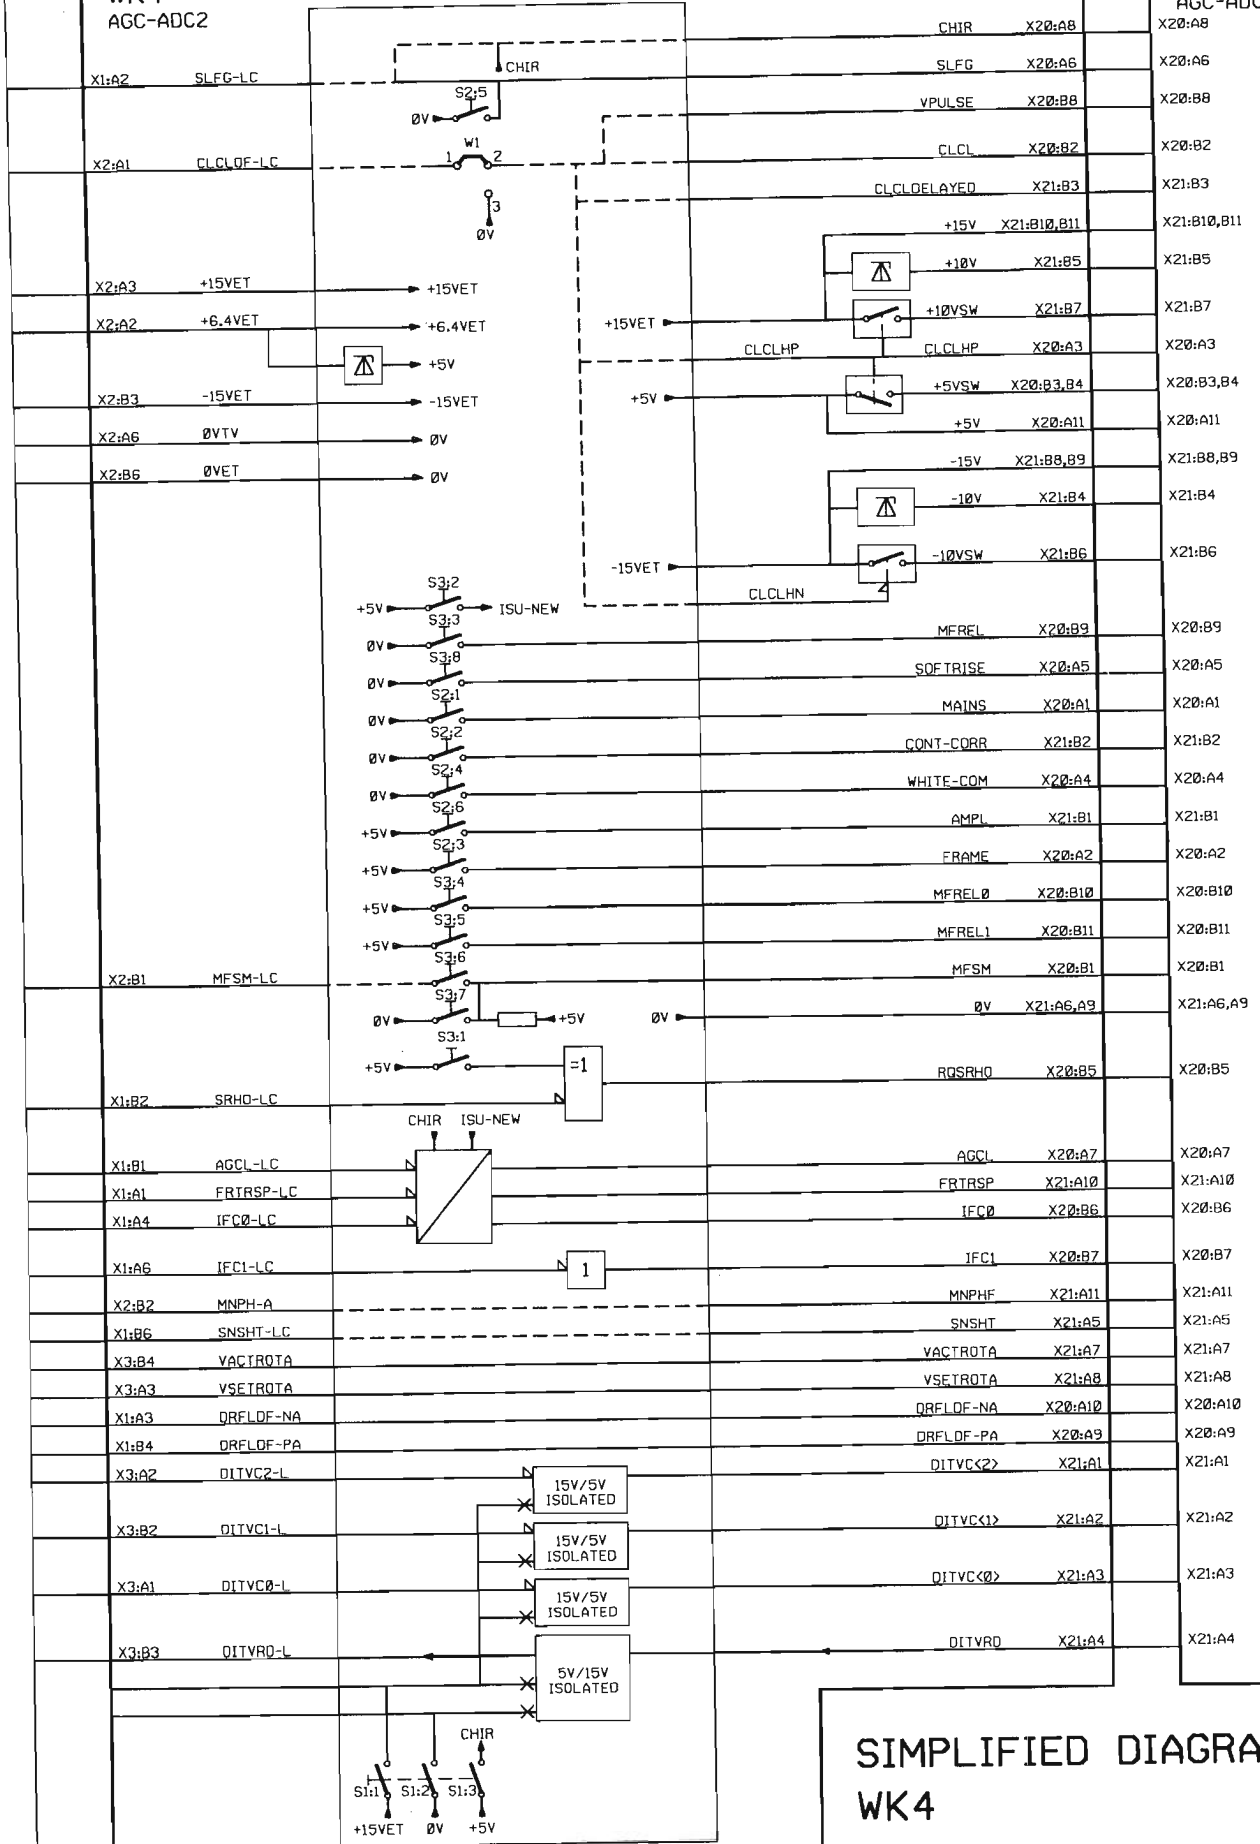 AGC-ADC2
CHIR X20:A8 X20:A8
CHIR
X1:A2 SLFG-LC SLFG X20:A6 X20:A6
S2:5
0V VPULSE X20:B8 X20:B8
W1
1 2
X2:A1 CLCLOF-LC CLCL X20:B2 X20:B2
3
0V
CLCLDELAYED X21:B3 X21:B3
+15V X21:B10,B11 X21:B10,B11
+10V X21:B5 X21:B5
X2:A3 +15VET +15VET
X2:A2 +6.4VET +6.4VET +15VET +10VSW X21:B7 X21:B7
+5V CLCLHP CLCLHP X20:A3 X20:A3
X2:B3 -15VET -15VET +5V +5VSW X20:B3,B4 X20:B3,B4
X2:A6 0VTV 0V +5V X20:A11 X20:A11
X2:B6 0VET 0V -15V X21:B8,B9 X21:B8,B9
-10V X21:B4 X21:B4
-15VET -10VSW X21:B6 X21:B6
CLCLHN
S3:2
+5V ISU-NEW
S3:3
0V MFREL X20:B9 X20:B9
S3:8
0V SOFTRISE X20:A5 X20:A5
S2:1
0V MAINS X20:A1 X20:A1
S2:2
0V CONT-CORR X21:B2 X21:B2
S2:4
0V WHITE-COM X20:A4 X20:A4
S2:6
+5V AMPL X21:B1 X21:B1
S2:3
+5V FRAME X20:A2 X20:A2
S3:4
+5V MFREL0 X20:B10 X20:B10
S3:5
+5V MFREL1 X20:B11 X20:B11
S3:6
X2:B1 MFSM-LC MFSM X20:B1 X20:B1
S3:7
0V +5V 0V 0V X21:A6,A9 X21:A6,A9
S3:1
+5V =1 RQSRHO X20:B5 X20:B5
X1:B2 SRHO-LC
CHIR ISU-NEW
X1:B1 AGCL-LC AGCL X20:A7 X20:A7
X1:A1 FRTRSP-LC FRTRSP X21:A10 X21:A10
X1:A4 IFC0-LC IFC0 X20:B6 X20:B6
X1:A6 IFC1-LC 1 IFC1 X20:B7 X20:B7
X2:B2 MNPH-A MNPHF X21:A11 X21:A11
X1:B6 SNSHT-LC SNSHT X21:A5 X21:A5
X3:B4 VACTROTA VACTROTA X21:A7 X21:A7
X3:A3 VSETROTA VSETROTA X21:A8 X21:A8
X1:A3 DRFLDF-NA DRFLDF-NA X20:A10 X20:A10
X1:B4 DRFLDF-PA DRFLDF-PA X20:A9 X20:A9
X3:A2 DITVC2-L DITVC<2> X21:A1 X21:A1
15V/5V
ISOLATED
X3:B2 DITVC1-L DITVC<1> X21:A2 X21:A2
15V/5V
ISOLATED
X3:A1 DITVC0-L DITVC<0> X21:A3 X21:A3
15V/5V
ISOLATED
X3:B3 DITVRD-L DITVRD X21:A4 X21:A4
5V/15V
ISOLATED
CHIR
S1:1 S1:2 S1:3
+15VET 0V +5V
SIMPLIFIED DIAGRA
WK4